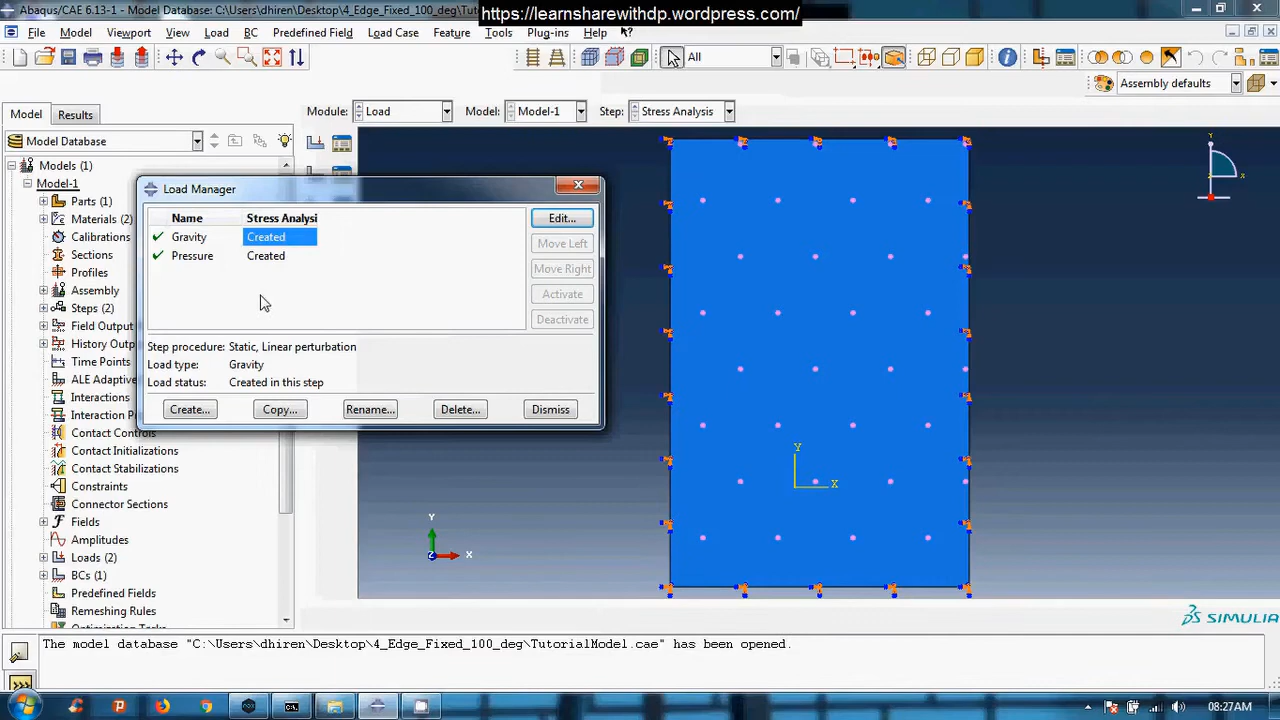 Abaqus/CAE 6.13-1 - Model Database: C:\Users\dhiren\Desktop\4_Edge_Fixed_100_deg\Tu
https://learnsharewithdp.wordpress.com/
File Model Viewport View Load BC Predefined Field Load Case Feature Tools Plug-ins Help
All
Assembly defaults
Model Results
Module: Load Model: Model-1 Step: Stress Analysis
Model Database
Models (1)
Model-1
Parts (1)
Materials (2)
Calibrations
Sections
Profiles
Assembly
Steps (2)
Field Output
History Outp
Time Points
ALE Adaptive
Interactions
Interaction P
Contact Controls
Contact Initializations
Contact Stabilizations
Constraints
Connector Sections
Fields
Amplitudes
Loads (2)
BCs (1)
Predefined Fields
Remeshing Rules
Optimization Tasks
Load Manager
Name Stress Analysi
Gravity Created
Pressure Created
Edit...
Move Left
Move Right
Activate
Deactivate
Step procedure: Static, Linear perturbation
Load type: Gravity
Load status: Created in this step
Create... Copy... Rename... Delete... Dismiss
Y
X
Y
X
Y
X
Z
SIMULIA
The model database "C:\Users\dhiren\Desktop\4_Edge_Fixed_100_deg\TutorialModel.cae" has been opened.
08:27AM